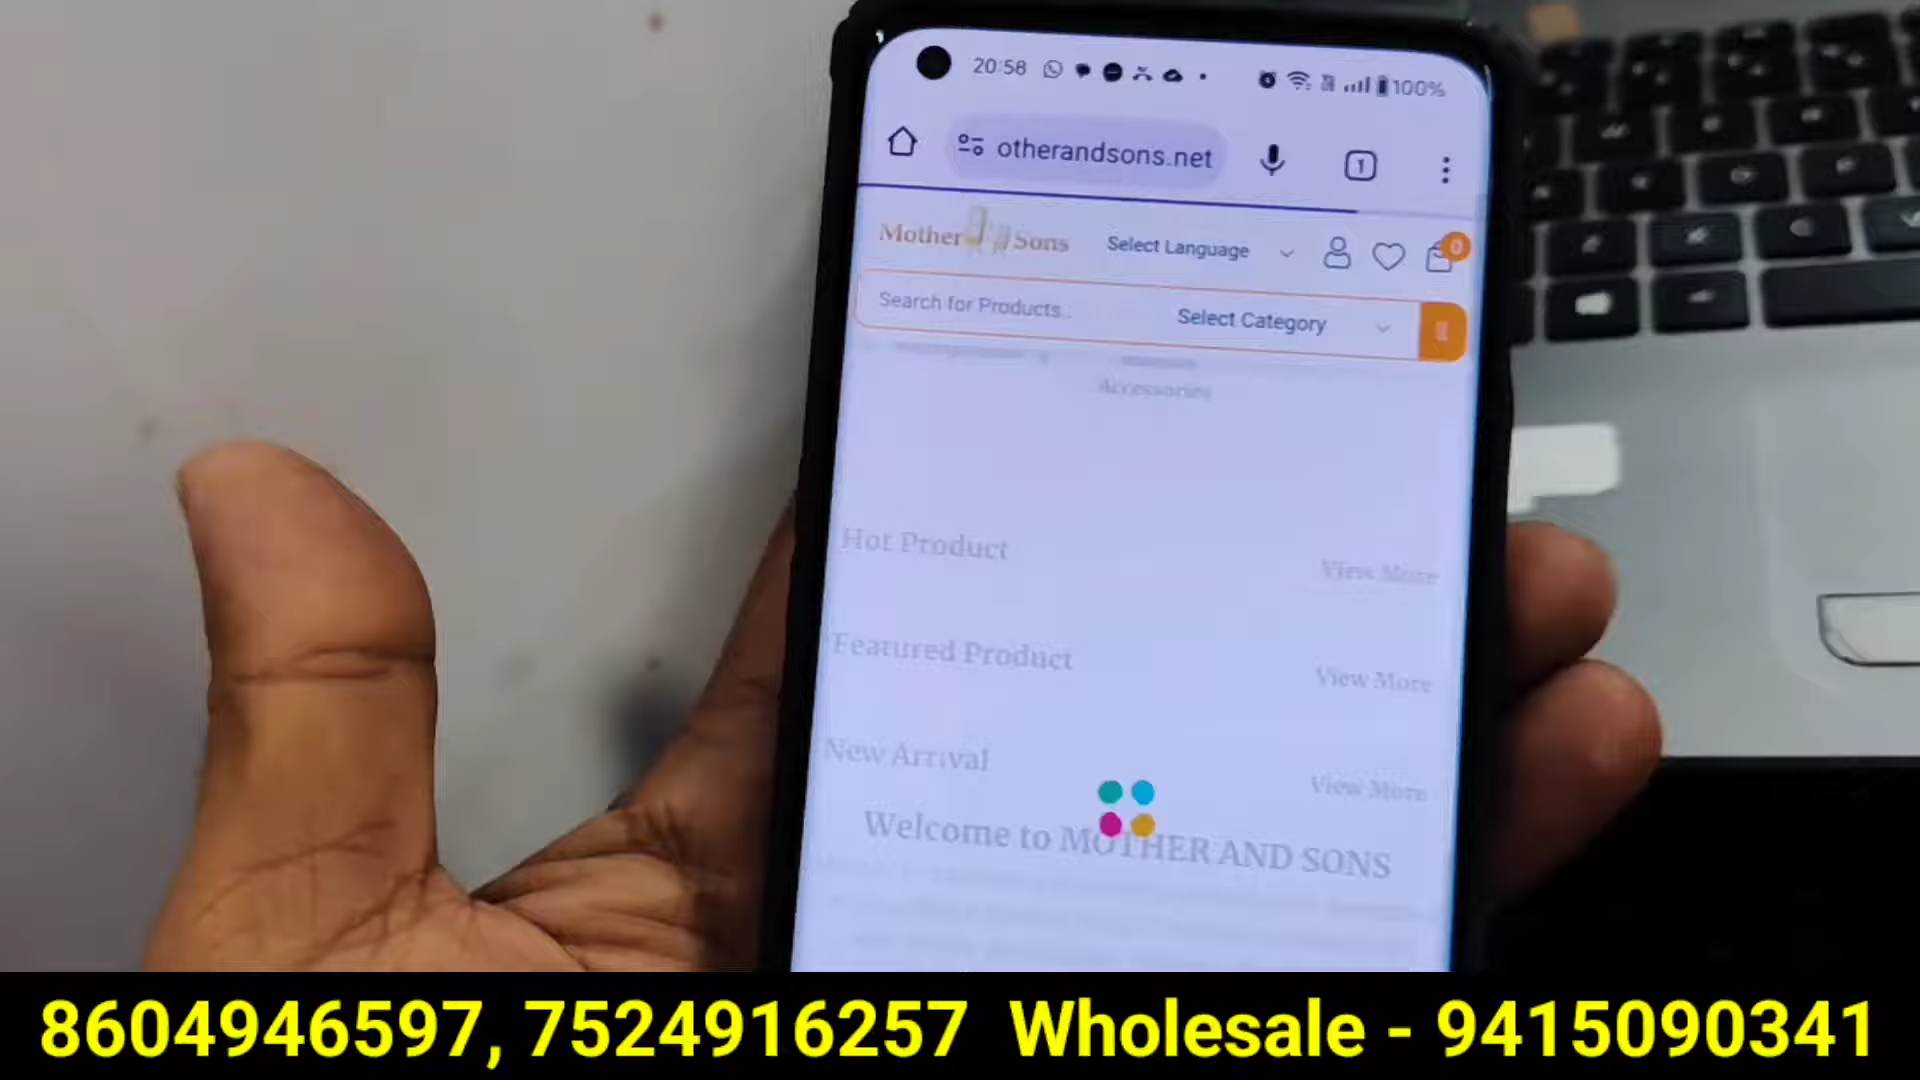 20:58 100%
otherandsons.net 1
Mother Sons Select Language 0
Search for Products.. Select Category
Accessories
Hot Product View More
Featured Product View More
New Arrival View More
Welcome to MOTHER AND SONS
8604946597, 7524916257 Wholesale - 9415090341